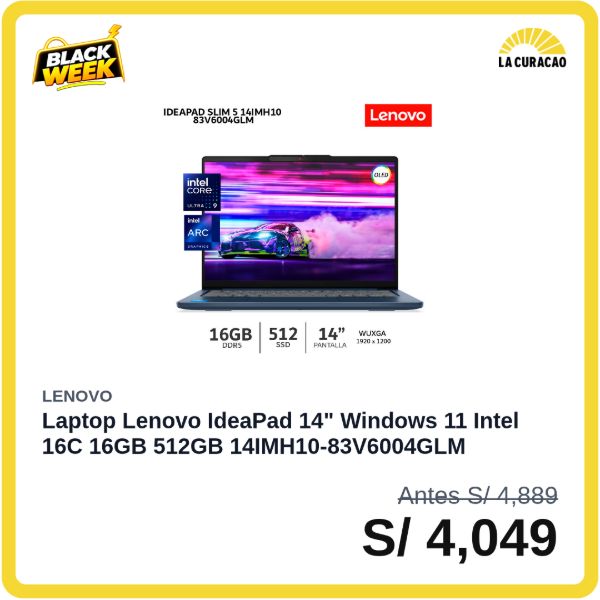 BLACK
WEEK
LA CURACAO
IDEAPAD SLIM 5 14IMH10
83V6004GLM
Lenovo
OLED
intel
CORE
ULTRA 9
intel
ARC
GRAPHICS
16GB
DDR5
512
SSD
14”
PANTALLA
WUXGA
1920 x 1200
LENOVO
Laptop Lenovo IdeaPad 14" Windows 11 Intel
16C 16GB 512GB 14IMH10-83V6004GLM
Antes S/ 4,889
S/ 4,049